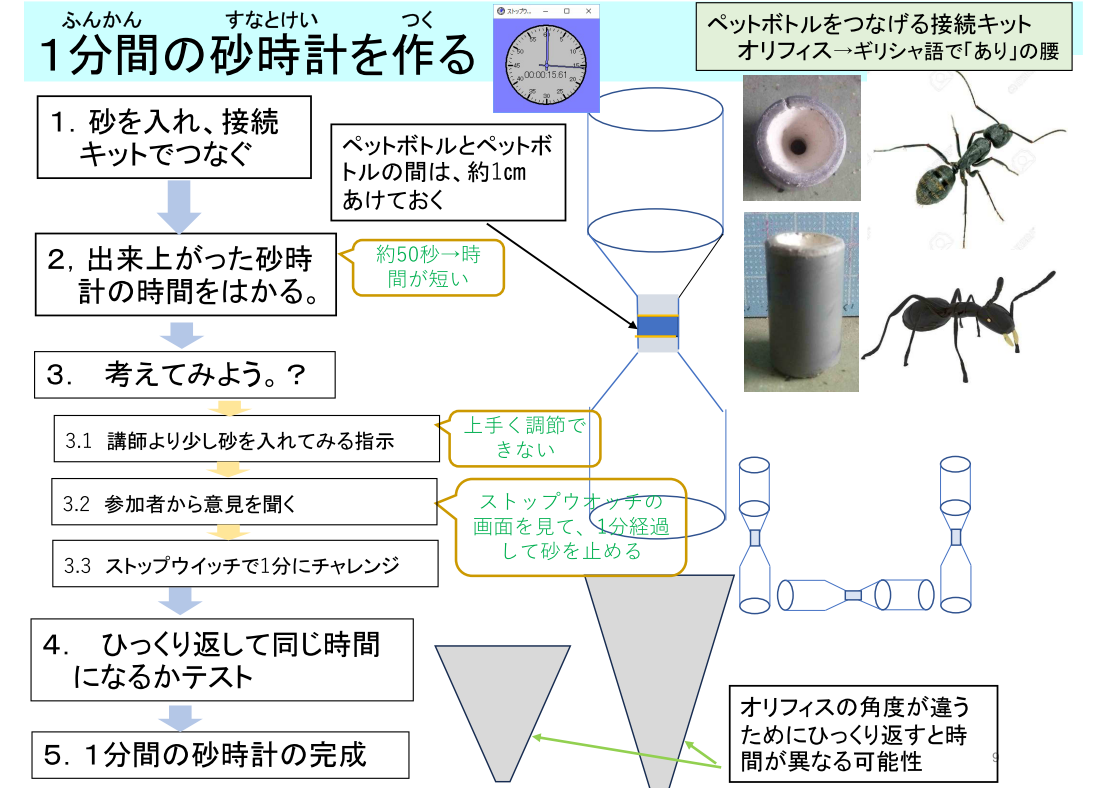 ふんかん すなとけい つく
１分間の砂時計を作る
ストップウ...
00:00:15.61
ペットボトルをつなげる接続キット
オリフィス→ギリシャ語で｢あり｣の腰
１．砂を入れ、接続
キットでつなぐ
ペットボトルとペットボ
トルの間は、約1㎝
あけておく
２，出来上がった砂時
計の時間をはかる。
約50秒→時
間が短い
３．　考えてみよう。？
3.1 講師より少し砂を入れてみる指示
上手く調節で
きない
3.2 参加者から意見を聞く
ストップウオッチの
画面を見て、1分経過
して砂を止める
3.3 ストップウイッチで1分にチャレンジ
４．　ひっくり返して同じ時間
になるかテスト
５．１分間の砂時計の完成
オリフィスの角度が違う
ためにひっくり返すと時
間が異なる可能性
9